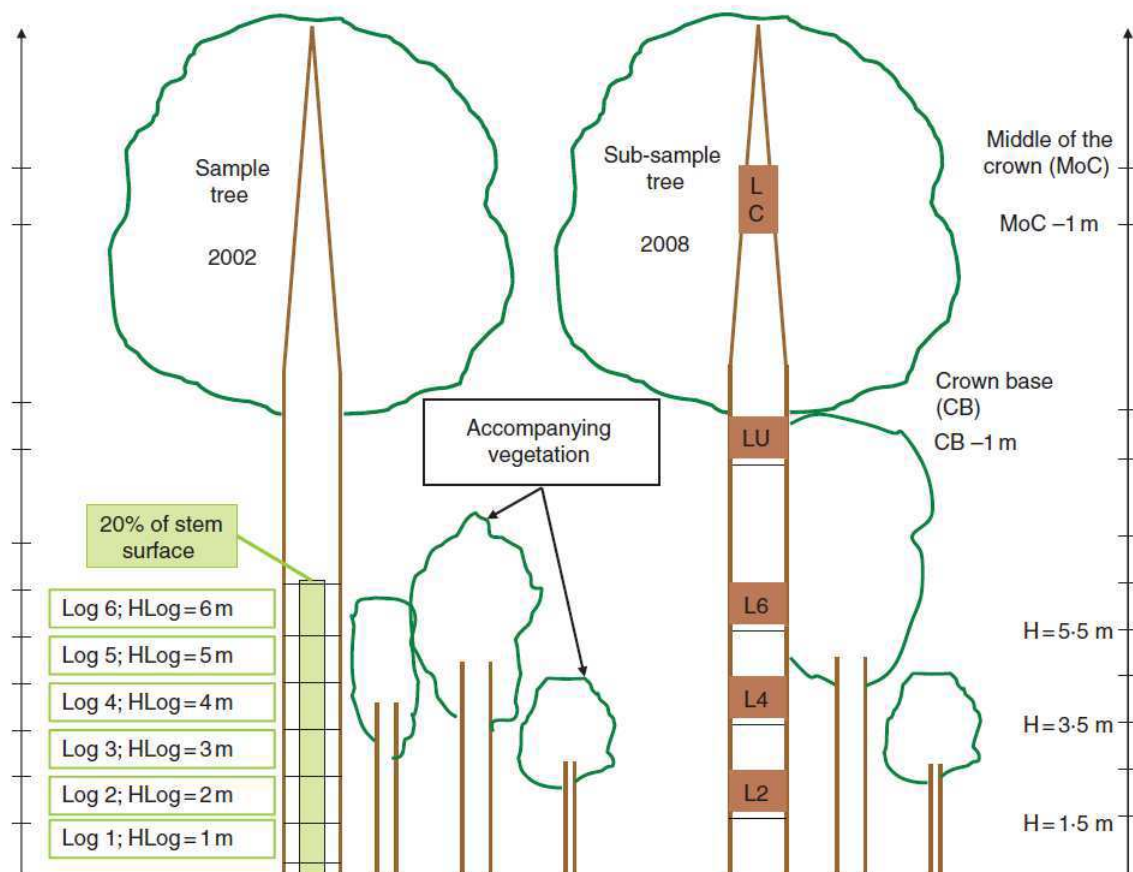 Sample
tree
2002
Sub-sample
tree
2008
L
C
Middle of the
crown (MoC)
MoC –1 m
Crown base
(CB)
CB –1 m
LU
Accompanying
vegetation
20% of stem
surface
Log 6; HLog = 6 m
Log 5; HLog = 5 m
Log 4; HLog = 4 m
Log 3; HLog = 3 m
Log 2; HLog = 2 m
Log 1; HLog = 1 m
L6
L4
L2
H = 5·5 m
H = 3·5 m
H = 1·5 m